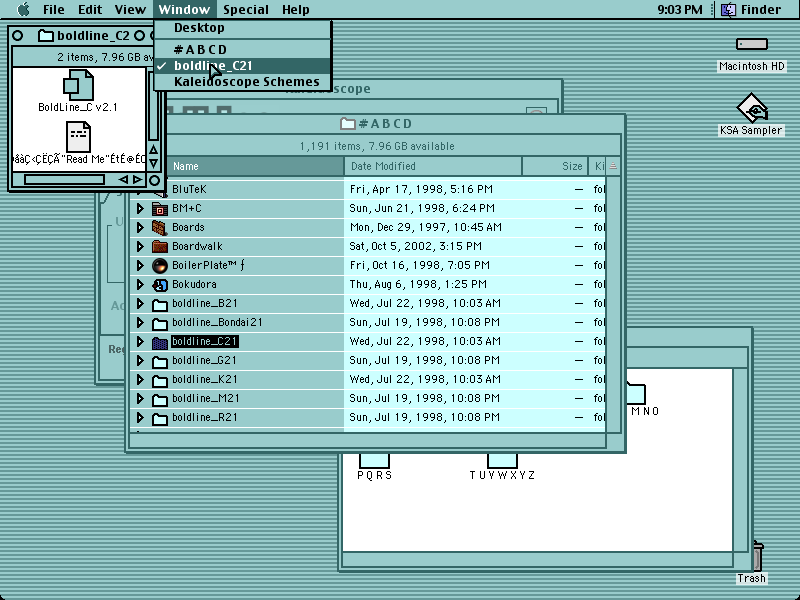 File Edit View Window Special Help 9:03 PM Finder
Desktop
#ABCD
boldline_C21
Kaleidoscope Schemes
boldline_C2
2 items, 7.96 GB av
BoldLine_C v2.1
"Read Me"
Macintosh HD
KSA Sampler
#ABCD
1,191 items, 7.96 GB available
Name Date Modified Size Ki
BluTeK Fri, Apr 17, 1998, 5:16 PM — fol
BM+C Sun, Jun 21, 1998, 6:24 PM — fol
Boards Mon, Dec 29, 1997, 10:45 AM — fol
Boardwalk Sat, Oct 5, 2002, 3:15 PM — fol
BoilerPlate™ ƒ Fri, Oct 16, 1998, 7:05 PM — fol
Bokudora Thu, Aug 6, 1998, 1:25 PM — fol
boldline_B21 Wed, Jul 22, 1998, 10:03 AM — fol
boldline_Bondai21 Sun, Jul 19, 1998, 10:08 PM — fol
boldline_C21 Wed, Jul 22, 1998, 10:03 AM — fol
boldline_G21 Sun, Jul 19, 1998, 10:08 PM — fol
boldline_K21 Wed, Jul 22, 1998, 10:03 AM — fol
boldline_M21 Sun, Jul 19, 1998, 10:08 PM — fol
boldline_R21 Sun, Jul 19, 1998, 10:08 PM — fol
MNO
PQRS
TUVWXYZ
Trash